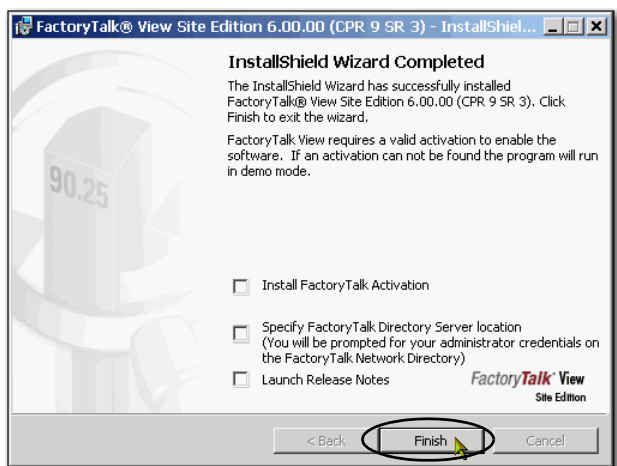 FactoryTalk® View Site Edition 6.00.00 (CPR 9 SR 3) - InstallShiel...
InstallShield Wizard Completed
The InstallShield Wizard has successfully installed
FactoryTalk® View Site Edition 6.00.00 (CPR 9 SR 3). Click
Finish to exit the wizard.
FactoryTalk View requires a valid activation to enable the
software. If an activation can not be found the program will run
in demo mode.
90.25
Install FactoryTalk Activation
Specify FactoryTalk Directory Server location
(You will be prompted for your administrator credentials on
the FactoryTalk Network Directory)
Launch Release Notes
FactoryTalk View
Site Edition
< Back
Finish
Cancel